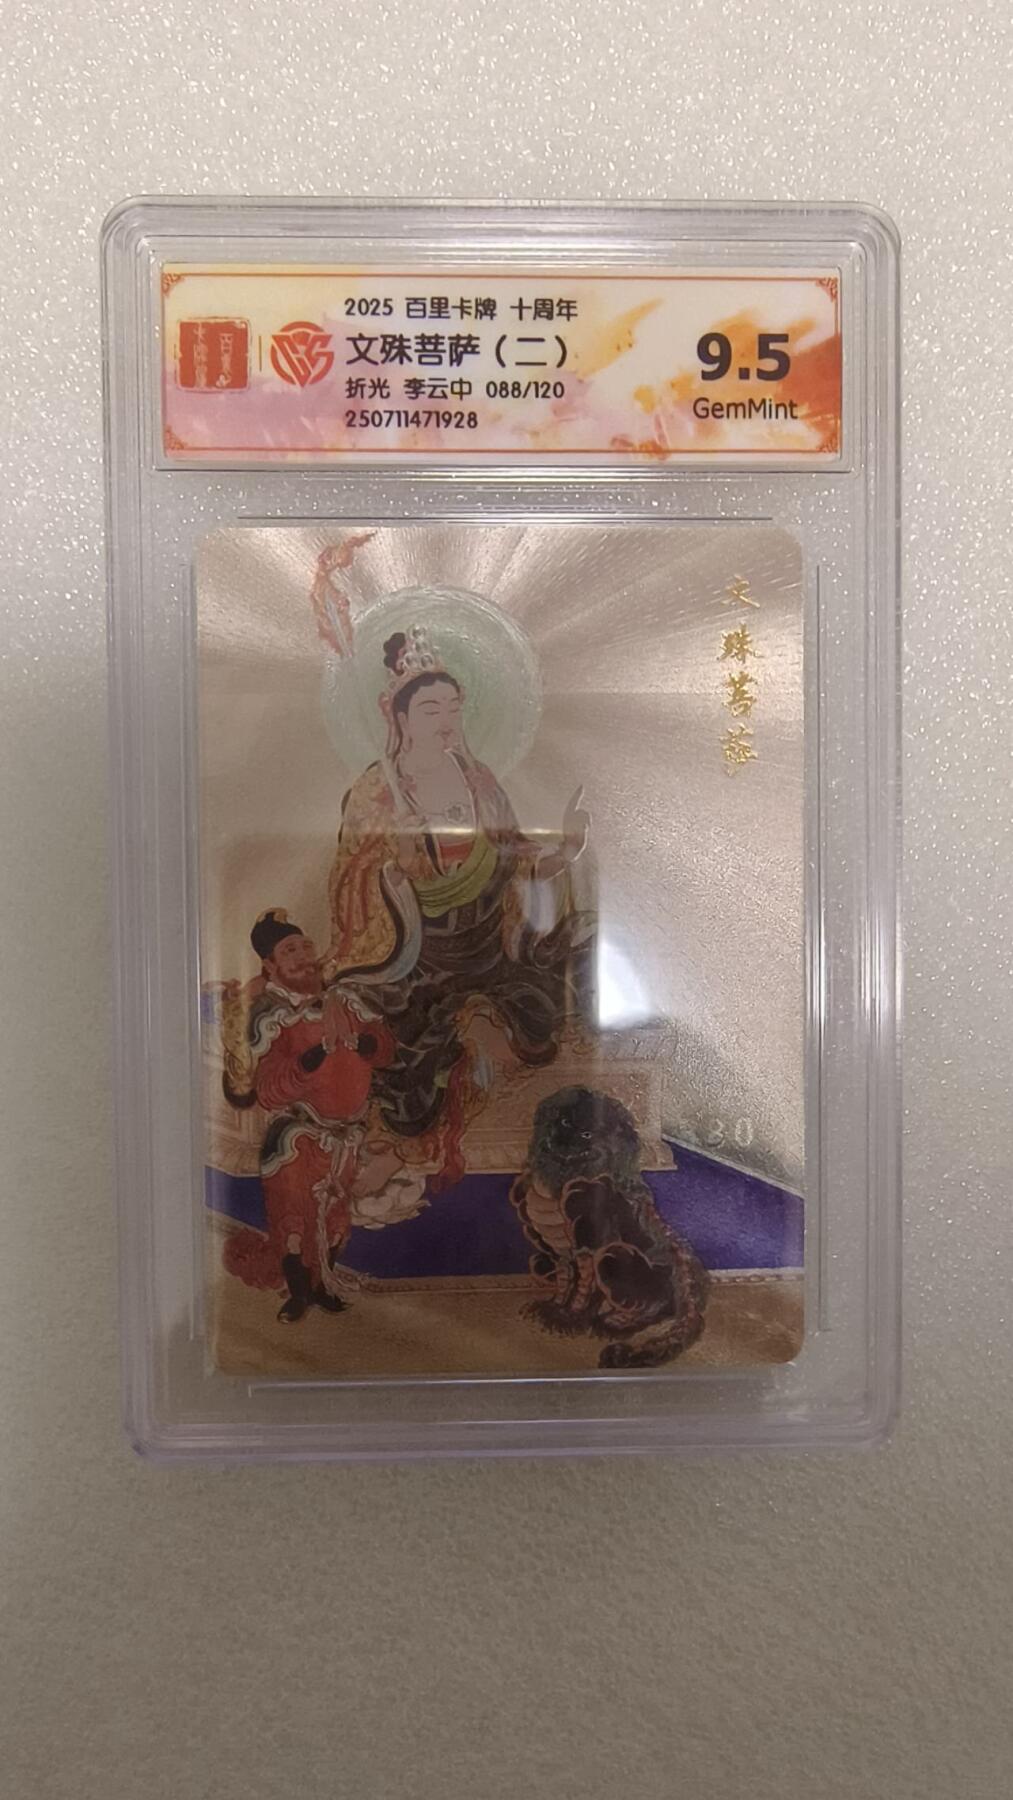 2025 百里卡牌 十周年
文殊菩萨（二）
折光 李云中 088/120
250711471928
9.5
GemMint
文殊菩萨